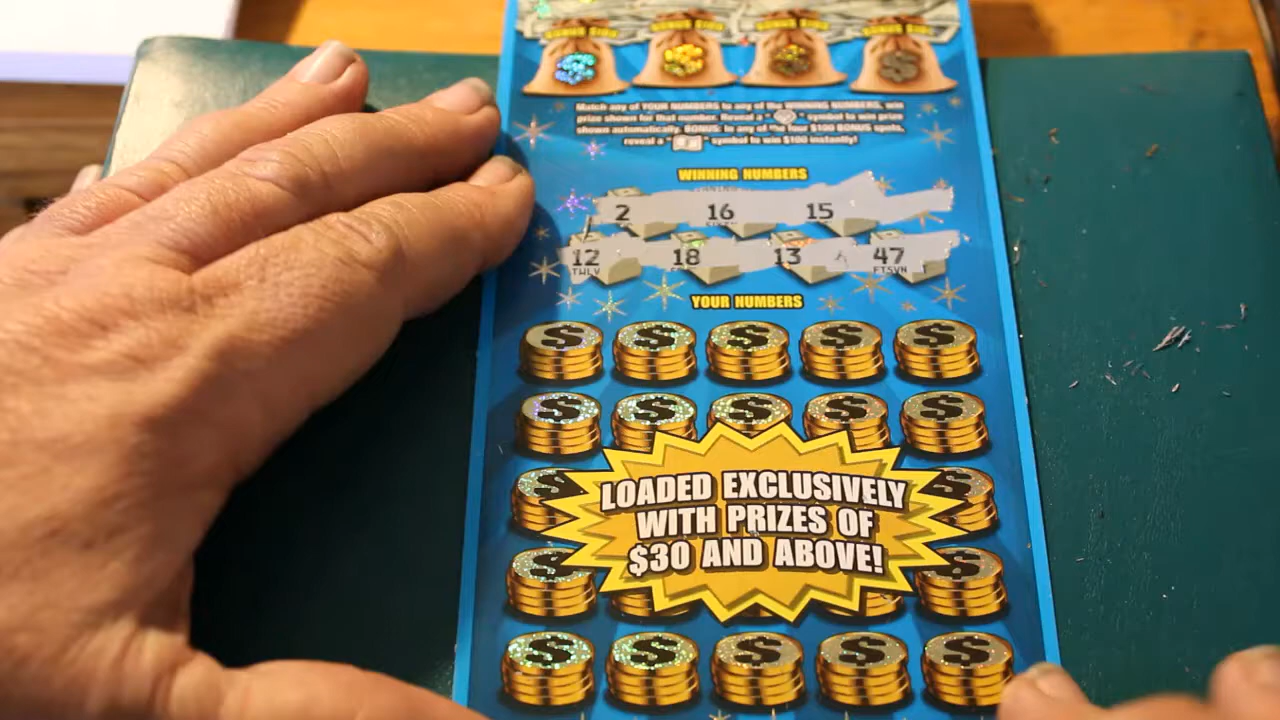 BONUS $100 BONUS $100 BONUS $100 BONUS $100
Match any of YOUR NUMBERS to any of the WINNING NUMBERS, win
prize shown for that number. Reveal a " " symbol to win prize
shown automatically. BONUS: In any of the four $100 BONUS spots,
reveal a " " symbol to win $100 instantly!
WINNING NUMBERS
2 16 15
12 18 13 47
TWLV FTSVN
YOUR NUMBERS
$ $ $ $ $
$ $ $ $ $
LOADED EXCLUSIVELY
WITH PRIZES OF
$30 AND ABOVE!
$ $ $ $ $